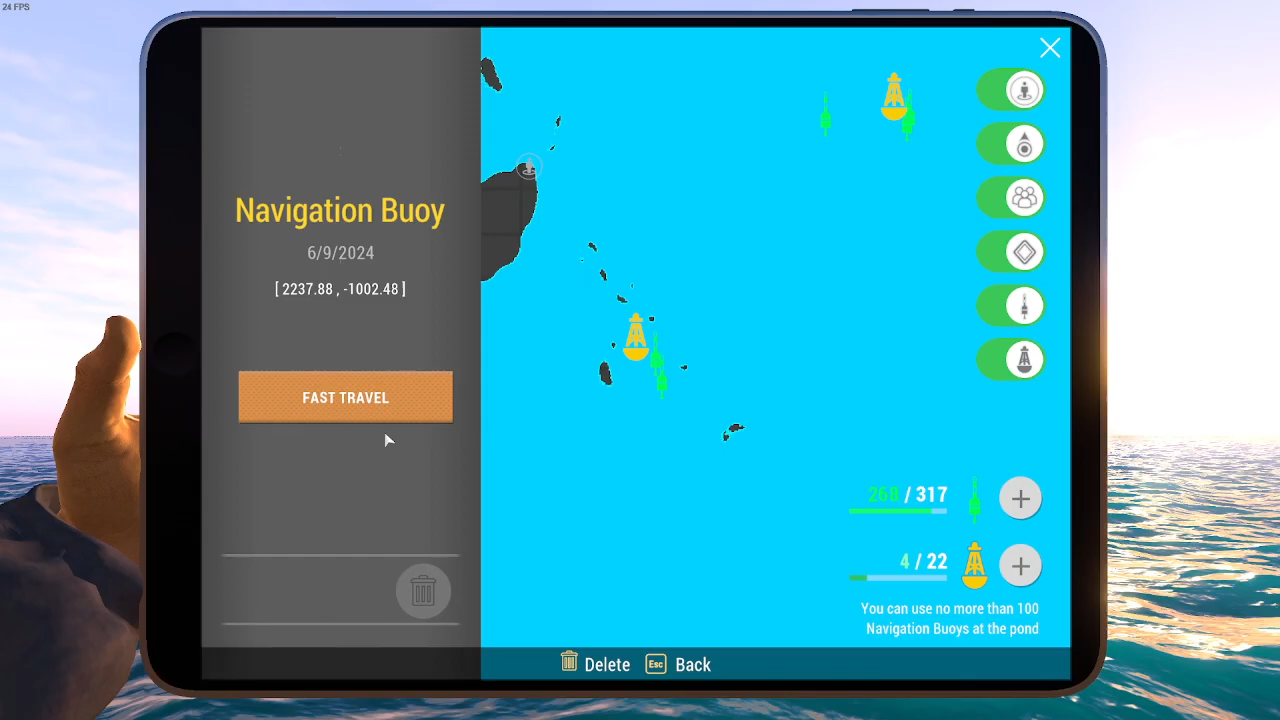 24 FPS
Navigation Buoy
6/9/2024
[ 2237.88 , -1002.48 ]
FAST TRAVEL
268 / 317
4 / 22
You can use no more than 100
Navigation Buoys at the pond
Delete Esc Back